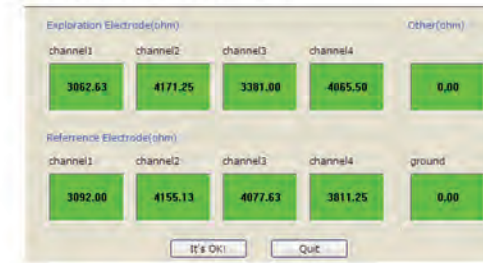 Exploration Electrode(ohm) Other(ohm)
channel1 channel2 channel3 channel4
3062.63 4171.25 3381.00 4065.50 0.00
Referrence Electrode(ohm)
channel1 channel2 channel3 channel4 ground
3092.00 4155.13 4077.63 3811.25 0.00
It's OK! Quit